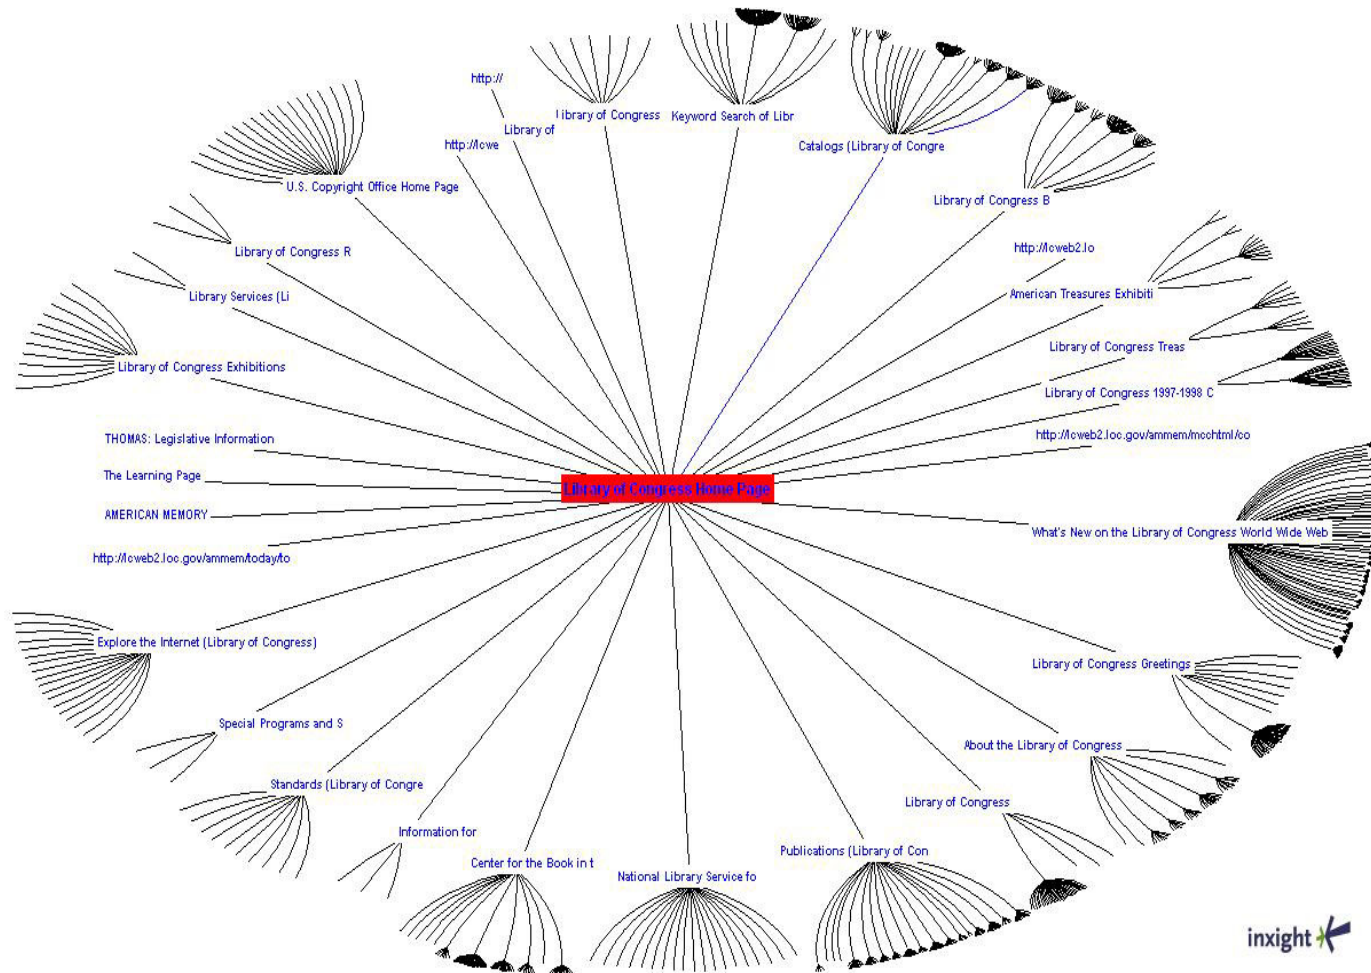 http://
Library of Congress
Keyword Search of Libr
Library of
http://lcwe
Catalogs (Library of Congre
U.S. Copyright Office Home Page
Library of Congress B
Library of Congress R
http://lcweb2.lo
Library Services (Li
American Treasures Exhibiti
Library of Congress Treas
Library of Congress Exhibitions
Library of Congress 1997-1998 C
THOMAS: Legislative Information
http://lcweb2.loc.gov/ammem/mcchtml/co
The Learning Page
Library of Congress Home Page
AMERICAN MEMORY
What's New on the Library of Congress World Wide Web
http://lcweb2.loc.gov/ammem/today/to
Explore the Internet (Library of Congress)
Library of Congress Greetings
Special Programs and S
About the Library of Congress
Standards (Library of Congre
Library of Congress
Information for
Publications (Library of Con
Center for the Book in t
National Library Service fo
inxight